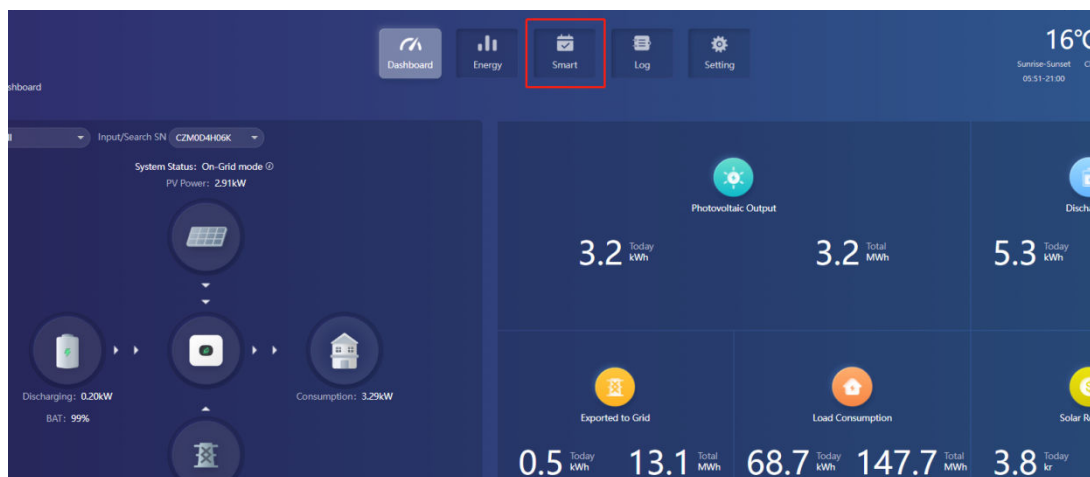 16°C
Dashboard Energy Smart Log Setting
Sunrise-Sunset
05:51-21:00
shboard
Input/Search SN CZM0D4H06K
System Status: On-Grid mode
PV Power: 2.91kW
Photovoltaic Output
3.2 Today kWh
3.2 Total MWh
5.3 Today kWh
Discharging: 0.20kW
BAT: 99%
Consumption: 3.29kW
Exported to Grid
Load Consumption
Solar R
0.5 Today kWh
13.1 Total MWh
68.7 Today kWh
147.7 Total MWh
3.8 Today kr